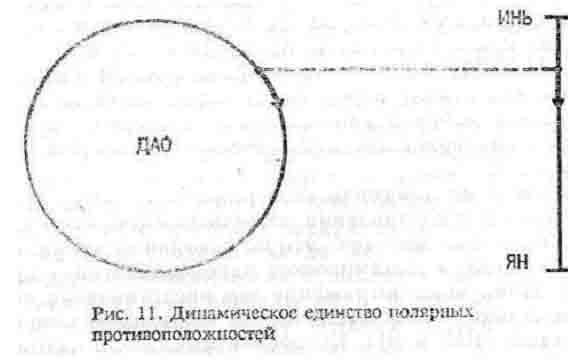 ИНЬ
ДАО
ЯН
Рис. 11. Динамическое единство полярных
противоположностей